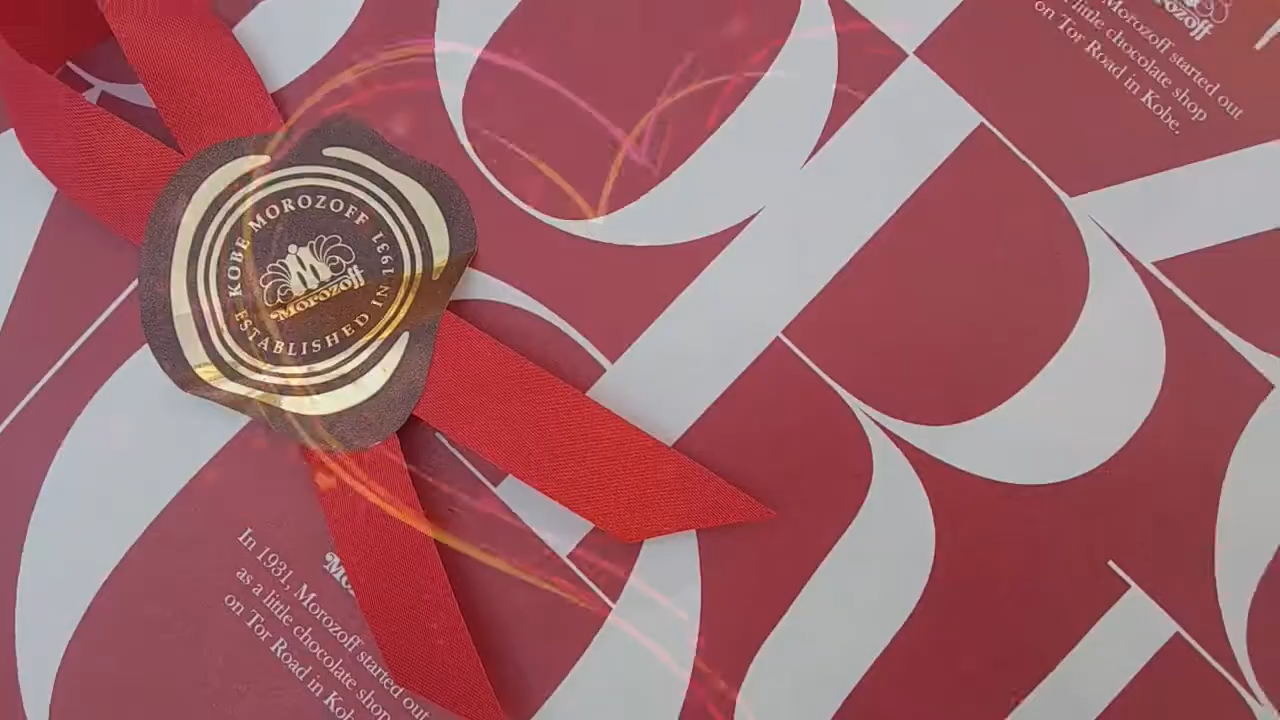 KOBE MOROZOFF
Morozoff
ESTABLISHED IN 1931
In 1931, Morozoff started out
as a little chocolate shop
on Tor Road in
Morozoff
Morozoff started out
little chocolate shop
on Tor Road in Kobe.